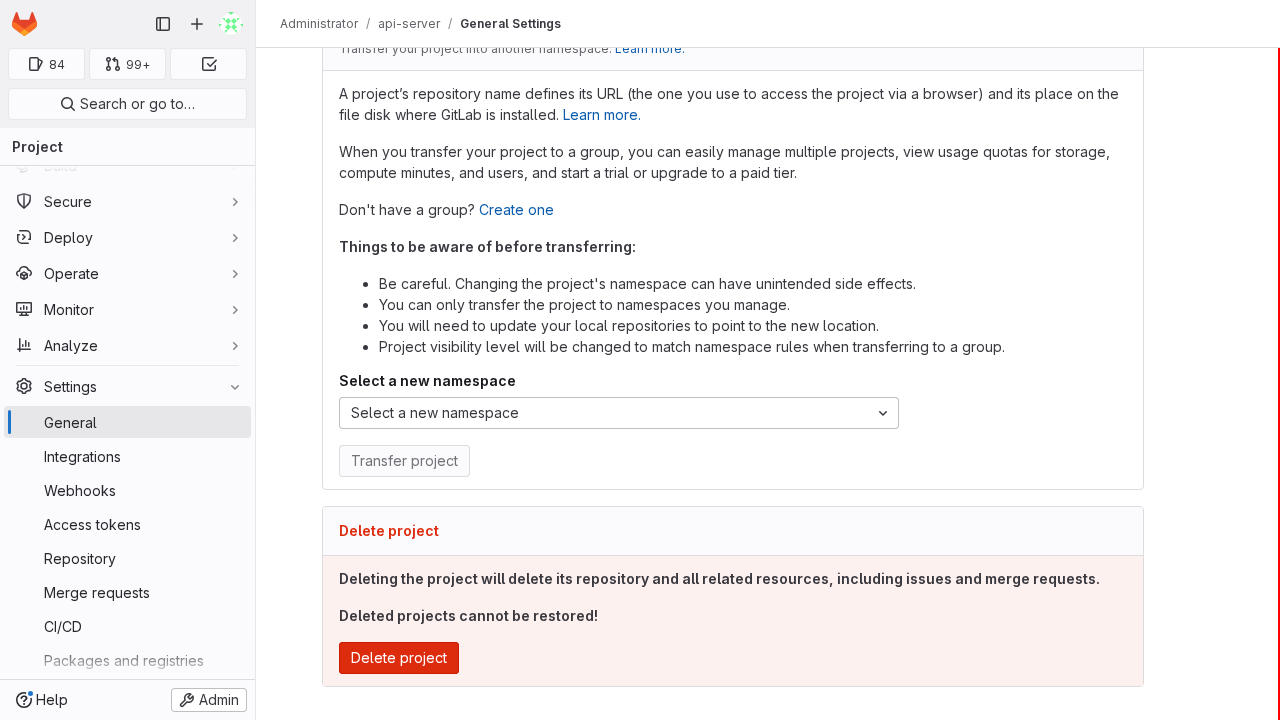 Administrator / api-server / General Settings
84
99+
Search or go to…
Project
Build
Secure
Deploy
Operate
Monitor
Analyze
Settings
General
Integrations
Webhooks
Access tokens
Repository
Merge requests
CI/CD
Packages and registries
Help
Admin
Transfer your project into another namespace. Learn more.
A project’s repository name defines its URL (the one you use to access the project via a browser) and its place on the
file disk where GitLab is installed. Learn more.
When you transfer your project to a group, you can easily manage multiple projects, view usage quotas for storage,
compute minutes, and users, and start a trial or upgrade to a paid tier.
Don't have a group? Create one
Things to be aware of before transferring:
Be careful. Changing the project's namespace can have unintended side effects.
You can only transfer the project to namespaces you manage.
You will need to update your local repositories to point to the new location.
Project visibility level will be changed to match namespace rules when transferring to a group.
Select a new namespace
Select a new namespace
Transfer project
Delete project
Deleting the project will delete its repository and all related resources, including issues and merge requests.
Deleted projects cannot be restored!
Delete project